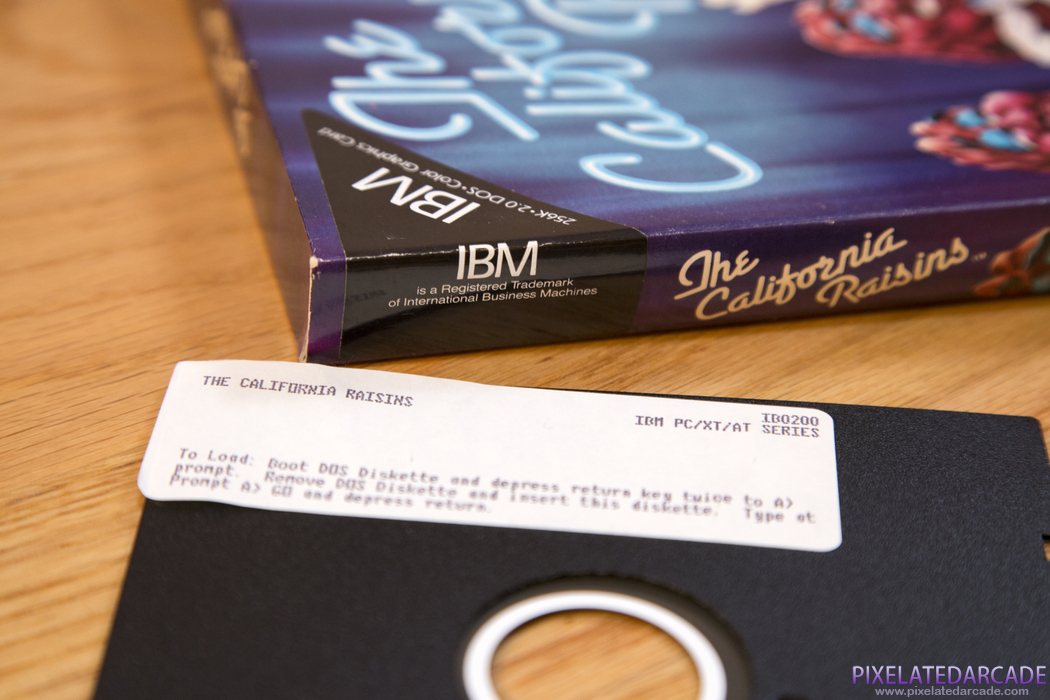 The
California
IBM
256K • 2.0 DOS • Color Graphics Card
IBM
is a Registered Trademark
of International Business Machines
The
California
Raisins™
THE CALIFORNIA RAISINS
IBO200
IBM PC/XT/AT SERIES
To Load: Boot DOS Diskette and depress return key twice to A>
prompt. Remove DOS Diskette and insert this diskette. Type at
Prompt A> GO and depress return.
PIXELATEDARCADE
www.pixelatedarcade.com